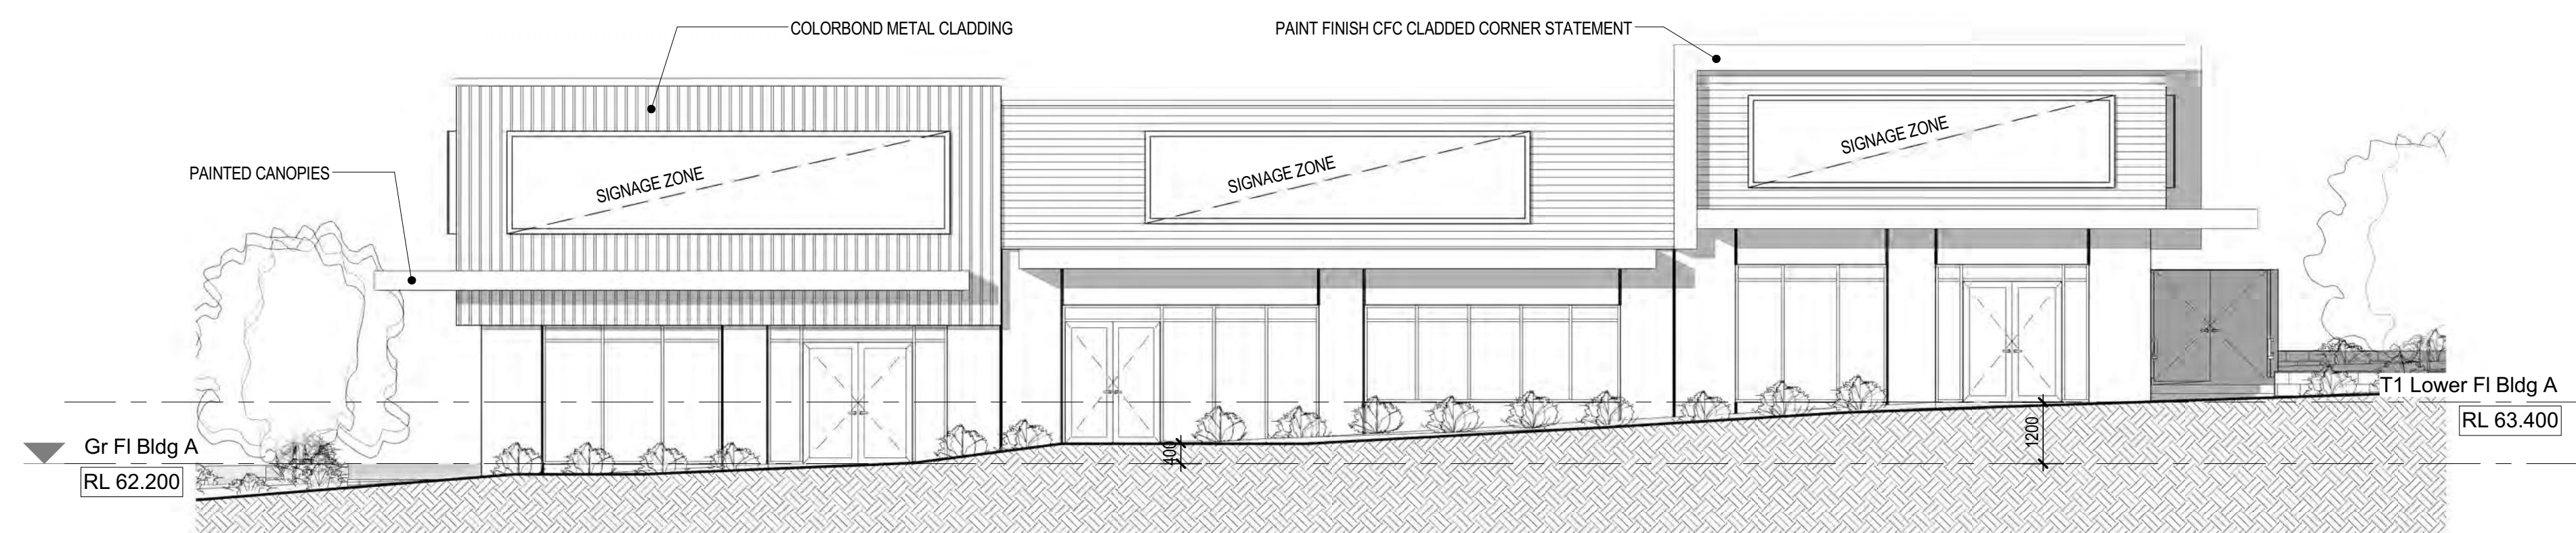 COLORBOND METAL CLADDING
PAINT FINISH CFC CLADDED CORNER STATEMENT
PAINTED CANOPIES
SIGNAGE ZONE
SIGNAGE ZONE
SIGNAGE ZONE
T1 Lower Fl Bldg A
RL 63.400
Gr Fl Bldg A
RL 62.200
400
1200